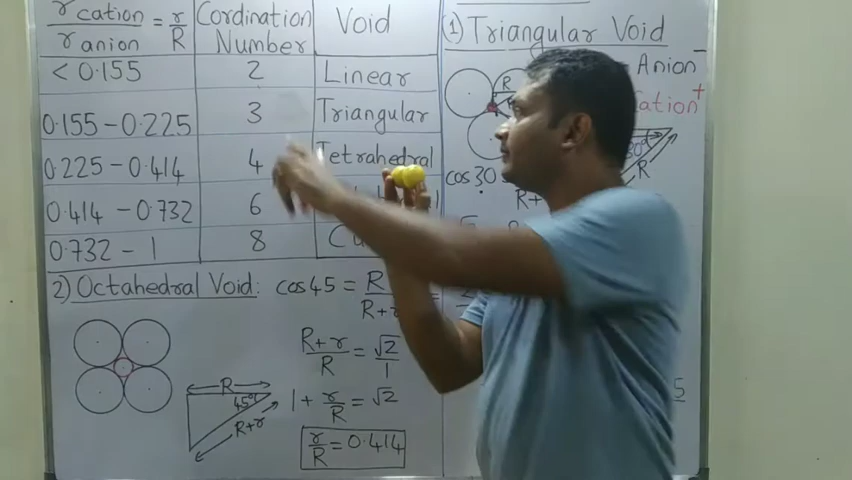 r cation / r anion = r/R Cordination Number Void
< 0.155 2 Linear
0.155 - 0.225 3 Triangular
0.225 - 0.414 4 Tetrahedral
0.414 - 0.732 6
0.732 - 1 8
2) Octahedral Void:
R
45°
R+r
cos 45 = R / R+r
R+r / R = √2 / 1
1 + r/R = √2
r/R = 0.414
(1) Triangular Void
R
Anion⁻
Cation⁺
30°
R
cos 30
R+